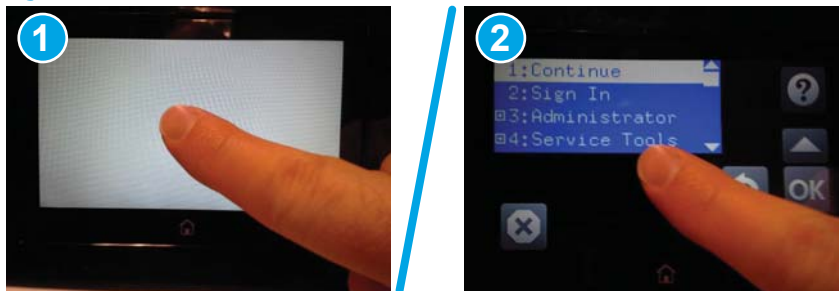 1
2
1:Continue
2:Sign In
3:Administrator
4:Service Tools
?
OK